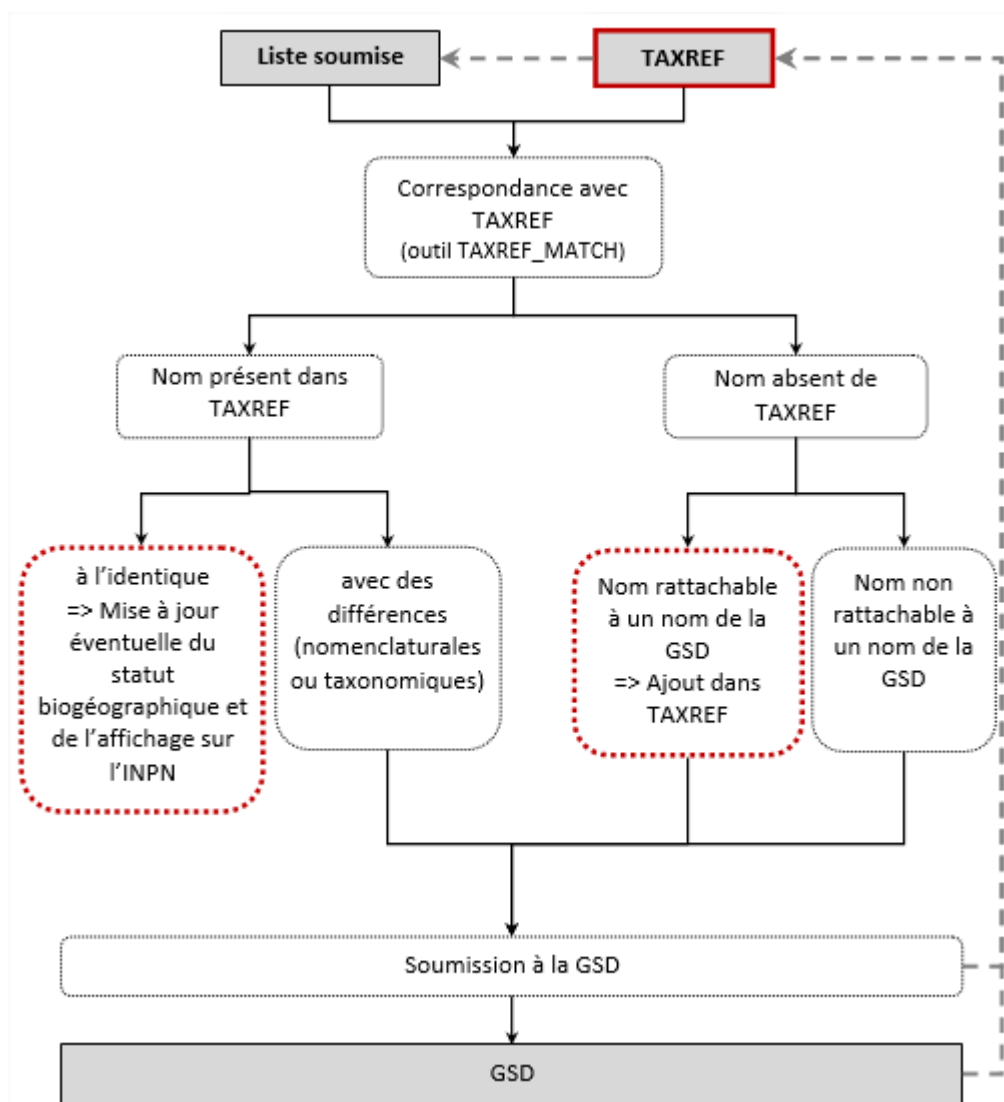 Liste soumise
TAXREF
Correspondance avec
TAXREF
(outil TAXREF_MATCH)
Nom présent dans
TAXREF
Nom absent de
TAXREF
à l’identique
=> Mise à jour
éventuelle du
statut
biogéographique et
de l’affichage sur
l’INPN
avec des
différences
(nomenclaturales
ou taxonomiques)
Nom rattachable
à un nom de la
GSD
=> Ajout dans
TAXREF
Nom non
rattachable à
un nom de la
GSD
Soumission à la GSD
GSD